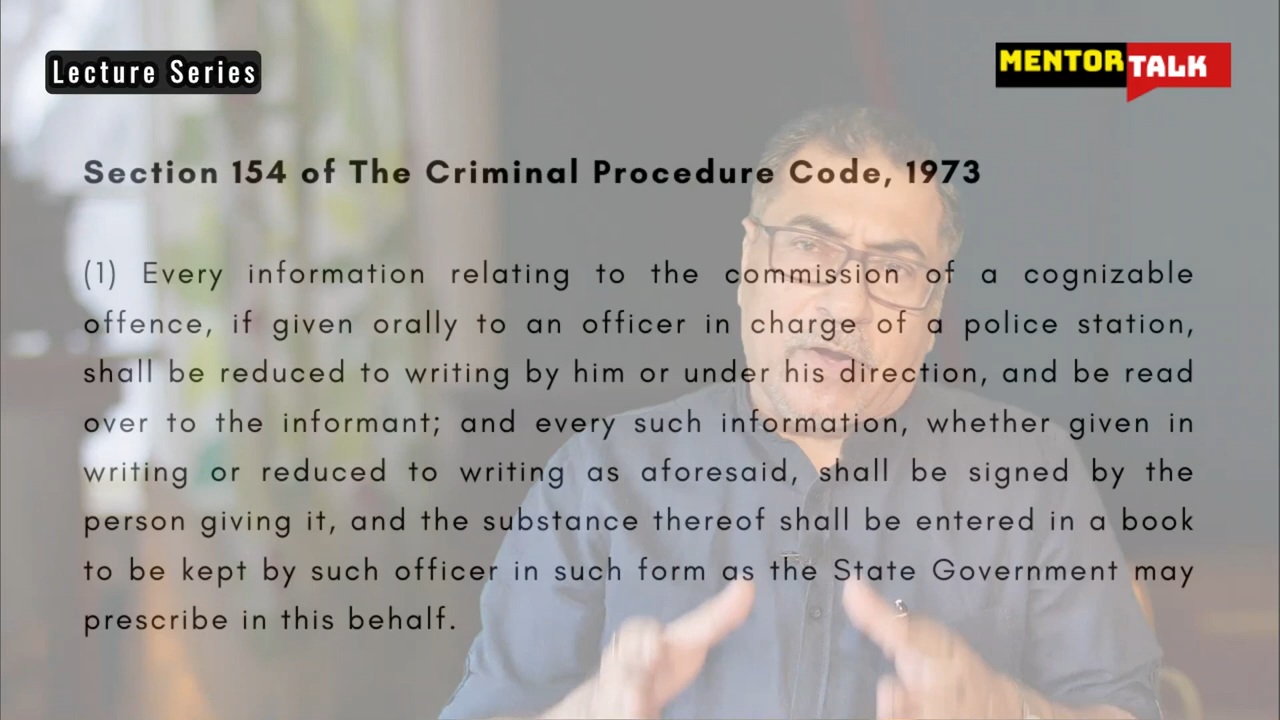 Lecture Series
MENTOR TALK
Section 154 of The Criminal Procedure Code, 1973
(1) Every information relating to the commission of a cognizable
offence, if given orally to an officer in charge of a police station,
shall be reduced to writing by him or under his direction, and be read
over to the informant; and every such information, whether given in
writing or reduced to writing as aforesaid, shall be signed by the
person giving it, and the substance thereof shall be entered in a book
to be kept by such officer in such form as the State Government may
prescribe in this behalf.